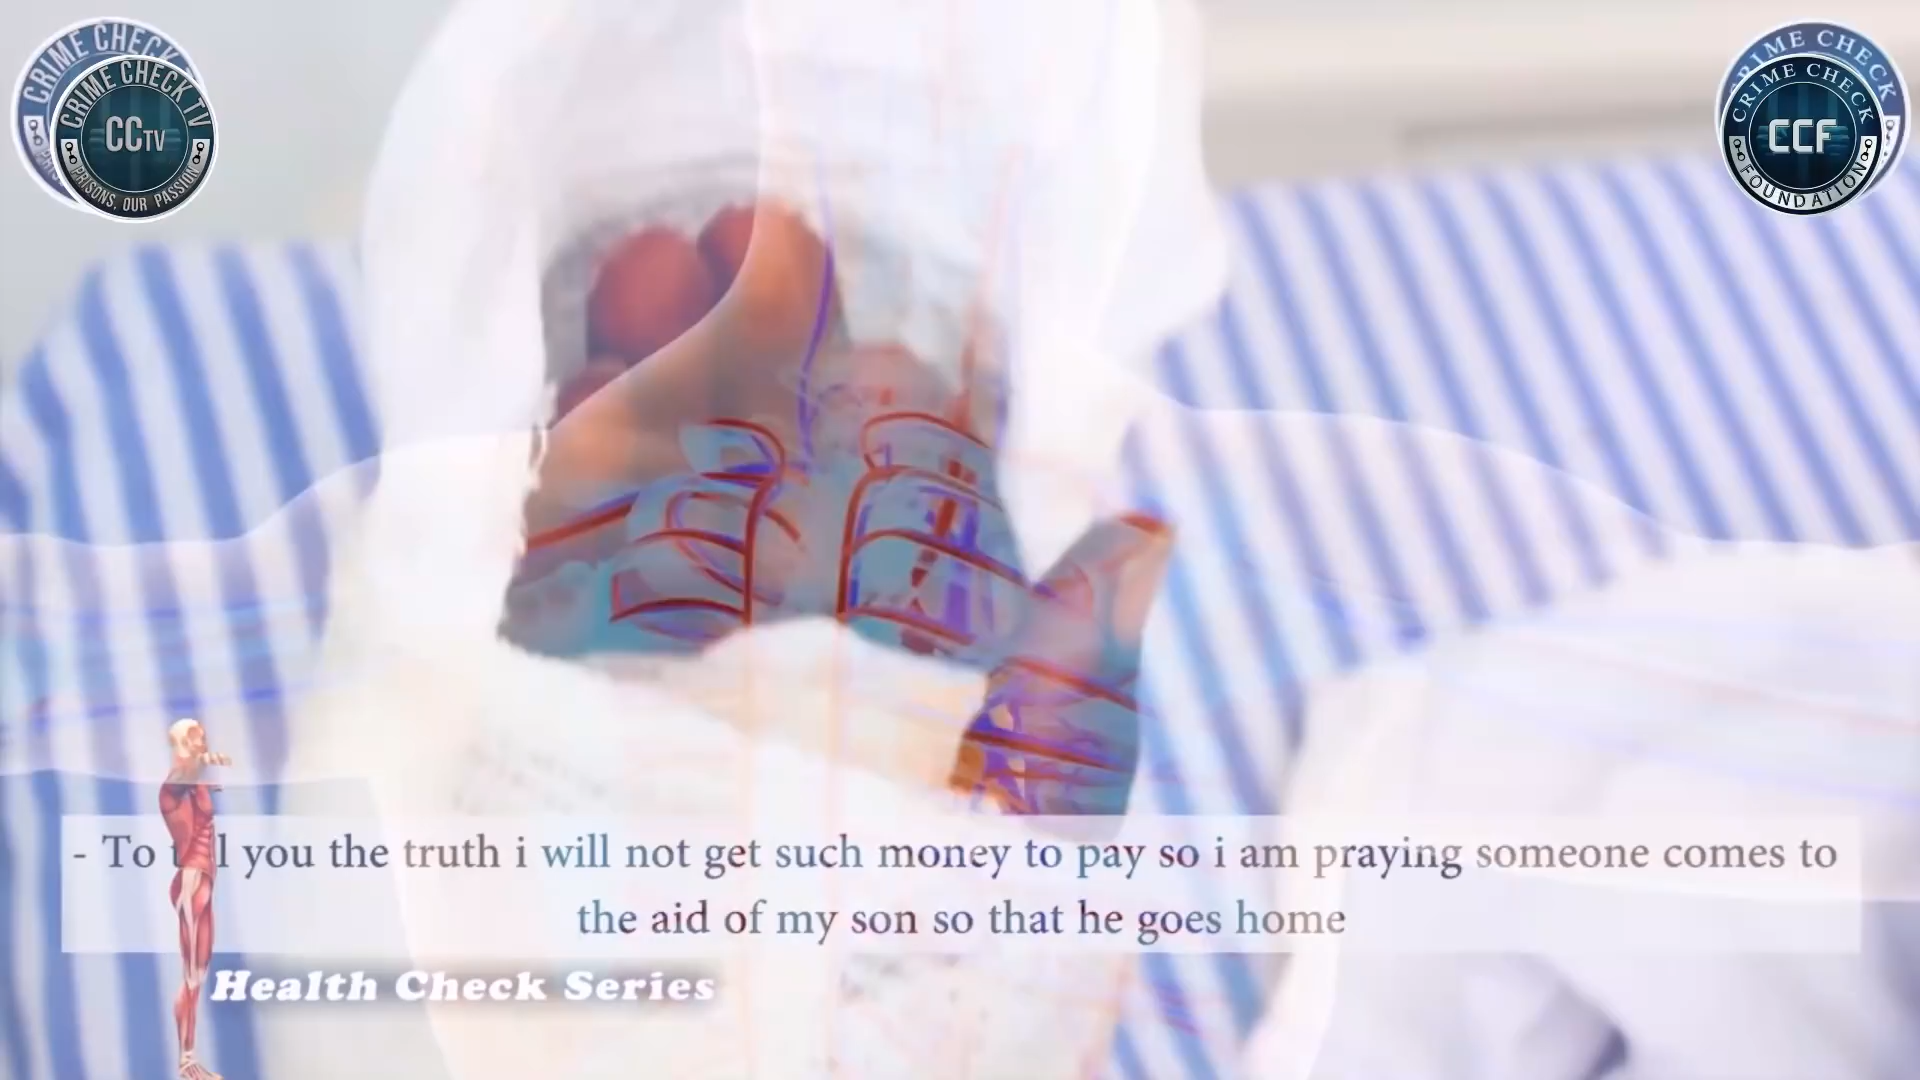 CRIME CHECK TV
CCTV
PRISONS, OUR PASSION
CRIME CHECK
CRIME CHECK
CCF
FOUNDATION
- To you the truth i will not get such money to pay so i am praying someone comes to
the aid of my son so that he goes home
Health Check Series